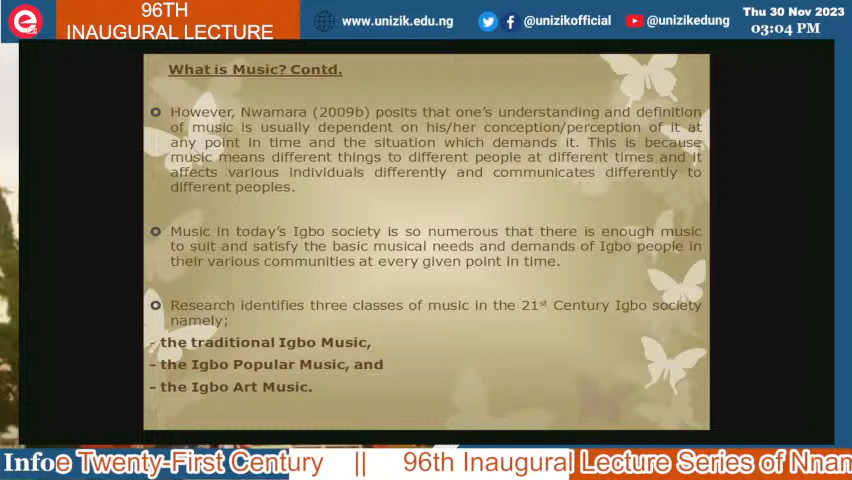 96TH
INAUGURAL LECTURE
www.unizik.edu.ng
@unizikofficial
@unizikedung
Thu 30 Nov 2023
03:04 PM
What is Music? Contd.
However, Nwamara (2009b) posits that one's understanding and definition
of music is usually dependent on his/her conception/perception of it at
any point in time and the situation which demands it. This is because
music means different things to different people at different times and it
affects various individuals differently and communicates differently to
different peoples.
Music in today's Igbo society is so numerous that there is enough music
to suit and satisfy the basic musical needs and demands of Igbo people in
their various communities at every given point in time.
Research identifies three classes of music in the 21st Century Igbo society
namely;
- the traditional Igbo Music,
- the Igbo Popular Music, and
- the Igbo Art Music.
Info
e Twenty-First Century || 96th Inaugural Lecture Series of Nnam